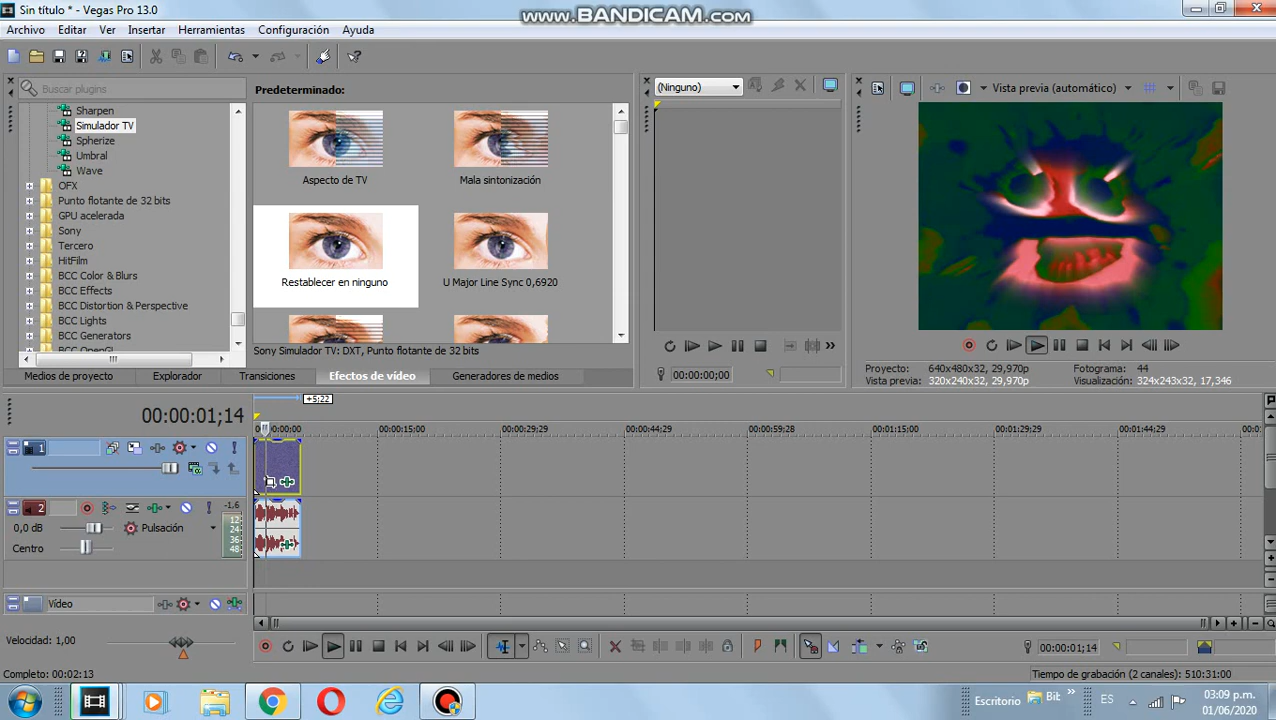 Sin título * - Vegas Pro 13.0
www.BANDICAM.com
Archivo Editar Ver Insertar Herramientas Configuración Ayuda
Buscar plugins
Predeterminado:
(Ninguno)
Vista previa (automático)
Sharpen
Simulador TV
Spherize
Umbral
Wave
OFX
Punto flotante de 32 bits
GPU acelerada
Sony
Tercero
HitFilm
BCC Color & Blurs
BCC Effects
BCC Distortion & Perspective
BCC Lights
BCC Generators
BCC OpenGL
Aspecto de TV
Mala sintonización
Restablecer en ninguno
U Major Line Sync 0,6920
Sony Simulador TV: DXT, Punto flotante de 32 bits
Medios de proyecto Explorador Transiciones Efectos de vídeo Generadores de medios
00:00:00;00
Proyecto: 640x480x32, 29,970p Fotograma: 44
Vista previa: 320x240x32, 29,970p Visualización: 324x243x32, 17,346
00:00:01;14
+5;22
00:00:15;00 00:00:29;29 00:00:44;29 00:00:59;28 00:01:15;00 00:01:29;29 00:01:44;29
1
2
-1,6
0,0 dB
Pulsación
Centro
12
24
36
48
Vídeo
Velocidad: 1,00
00:00:01;14
Completo: 00:02:13
Tiempo de grabación (2 canales): 510:31:00
Escritorio
Bib
»
ES
03:09 p.m.
01/06/2020